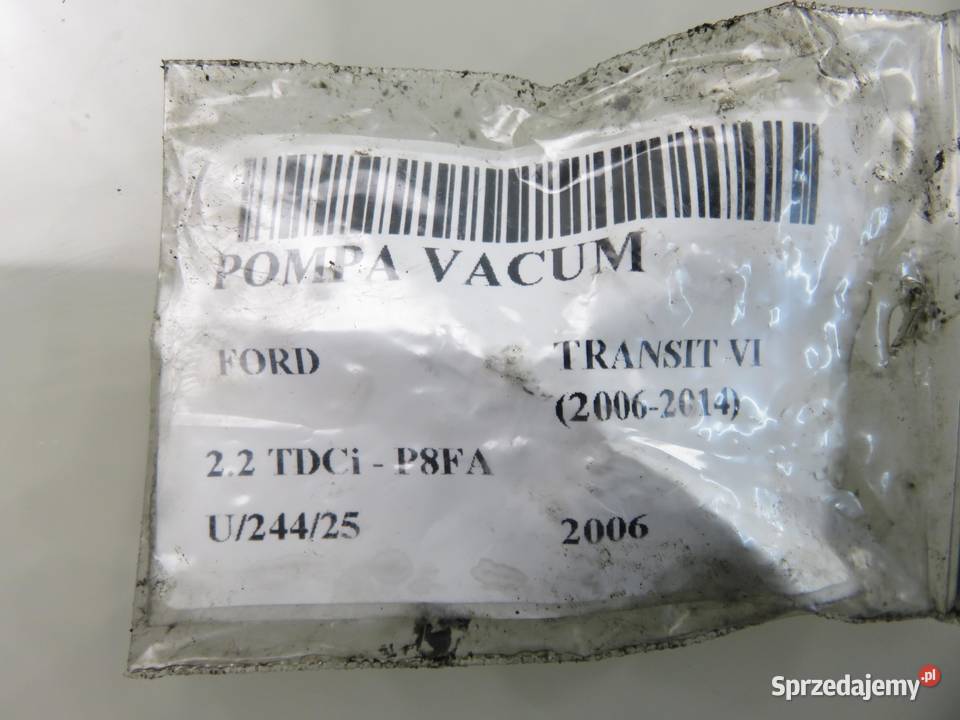 POMPA VACUM
FORD TRANSIT VI
(2006-2014)
2.2 TDCi - P8FA
U/244/25 2006
Sprzedajemy.pl